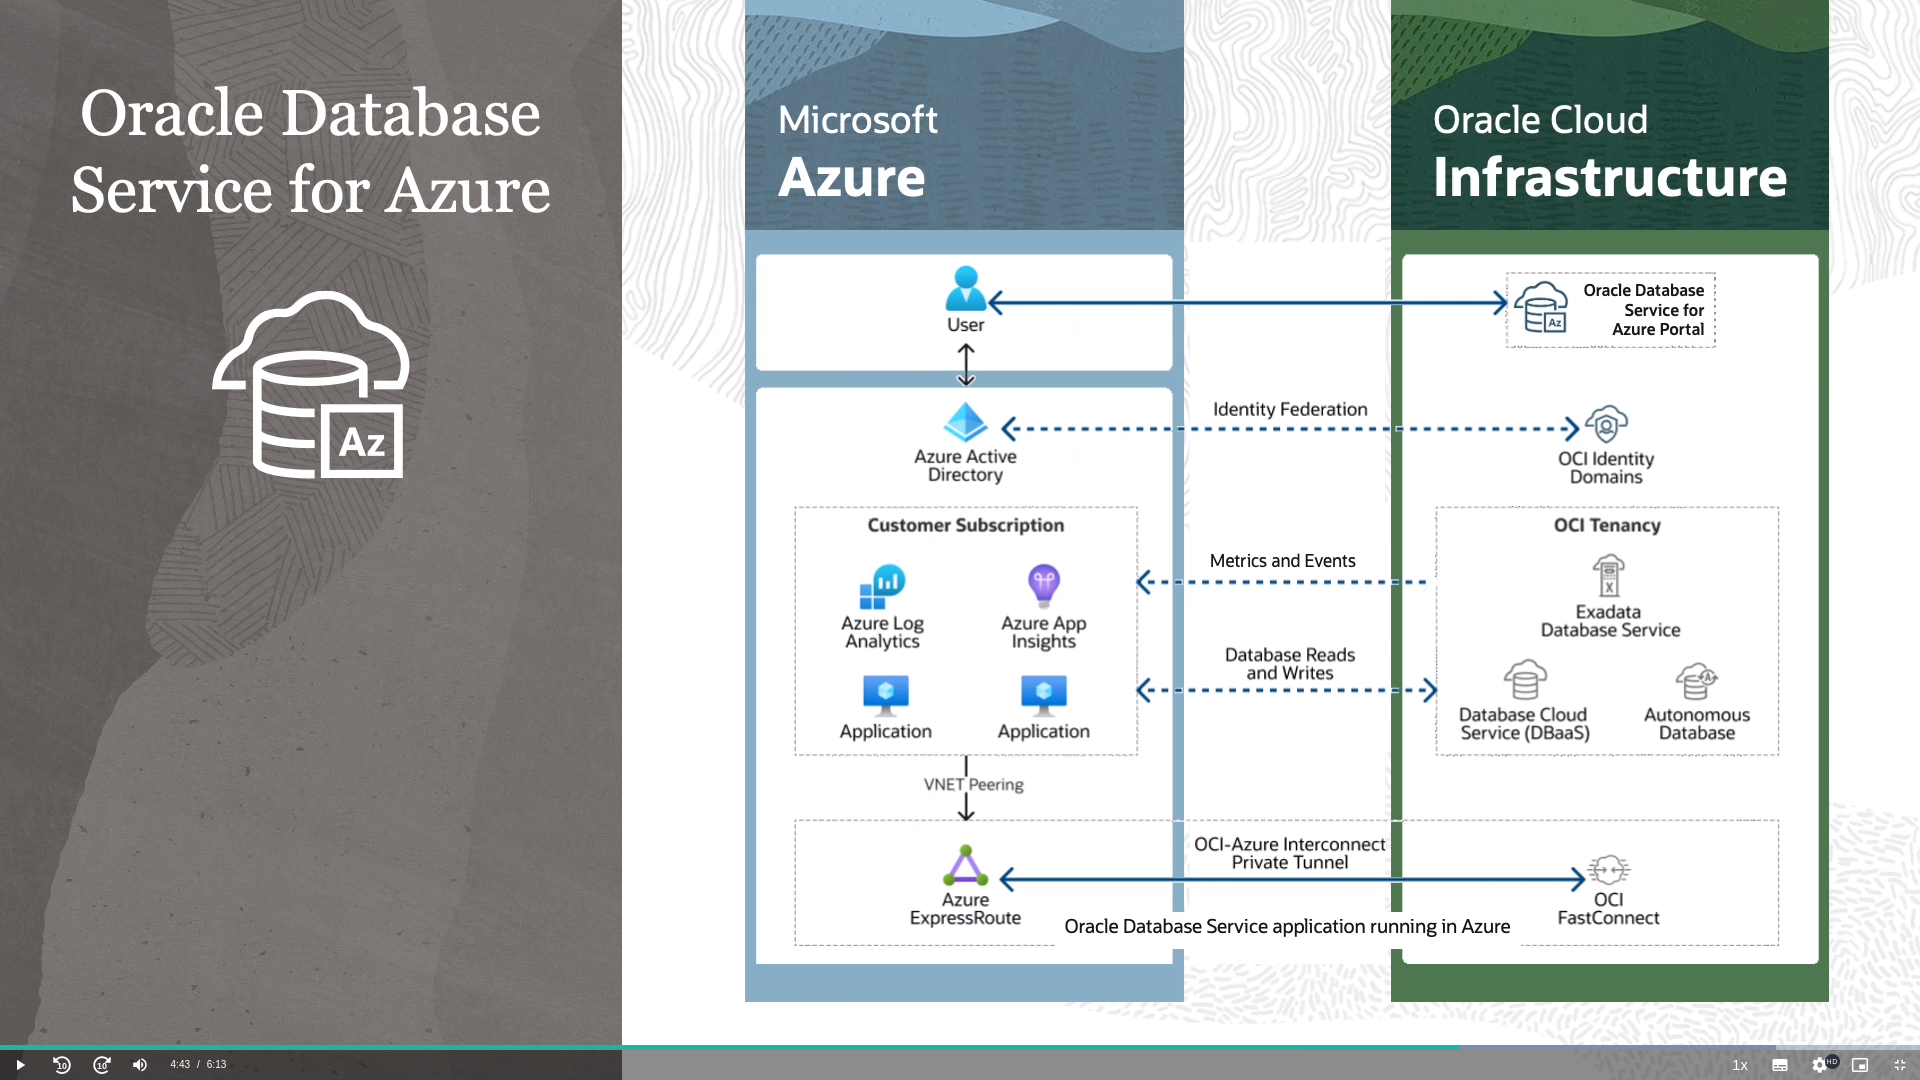 Oracle Database
Service for Azure
Az
Microsoft
Azure
Oracle Cloud
Infrastructure
User
Az
Oracle Database
Service for
Azure Portal
Identity Federation
Azure Active
Directory
OCI Identity
Domains
Customer Subscription
OCI Tenancy
Metrics and Events
X
Azure Log
Analytics
Azure App
Insights
Exadata
Database Service
Database Reads
and Writes
A
Application
Application
Database Cloud
Service (DBaaS)
Autonomous
Database
VNET Peering
OCI-Azure Interconnect
Private Tunnel
Azure
ExpressRoute
OCI
FastConnect
Oracle Database Service application running in Azure
10
10
4:43 / 6:13
1x
HD